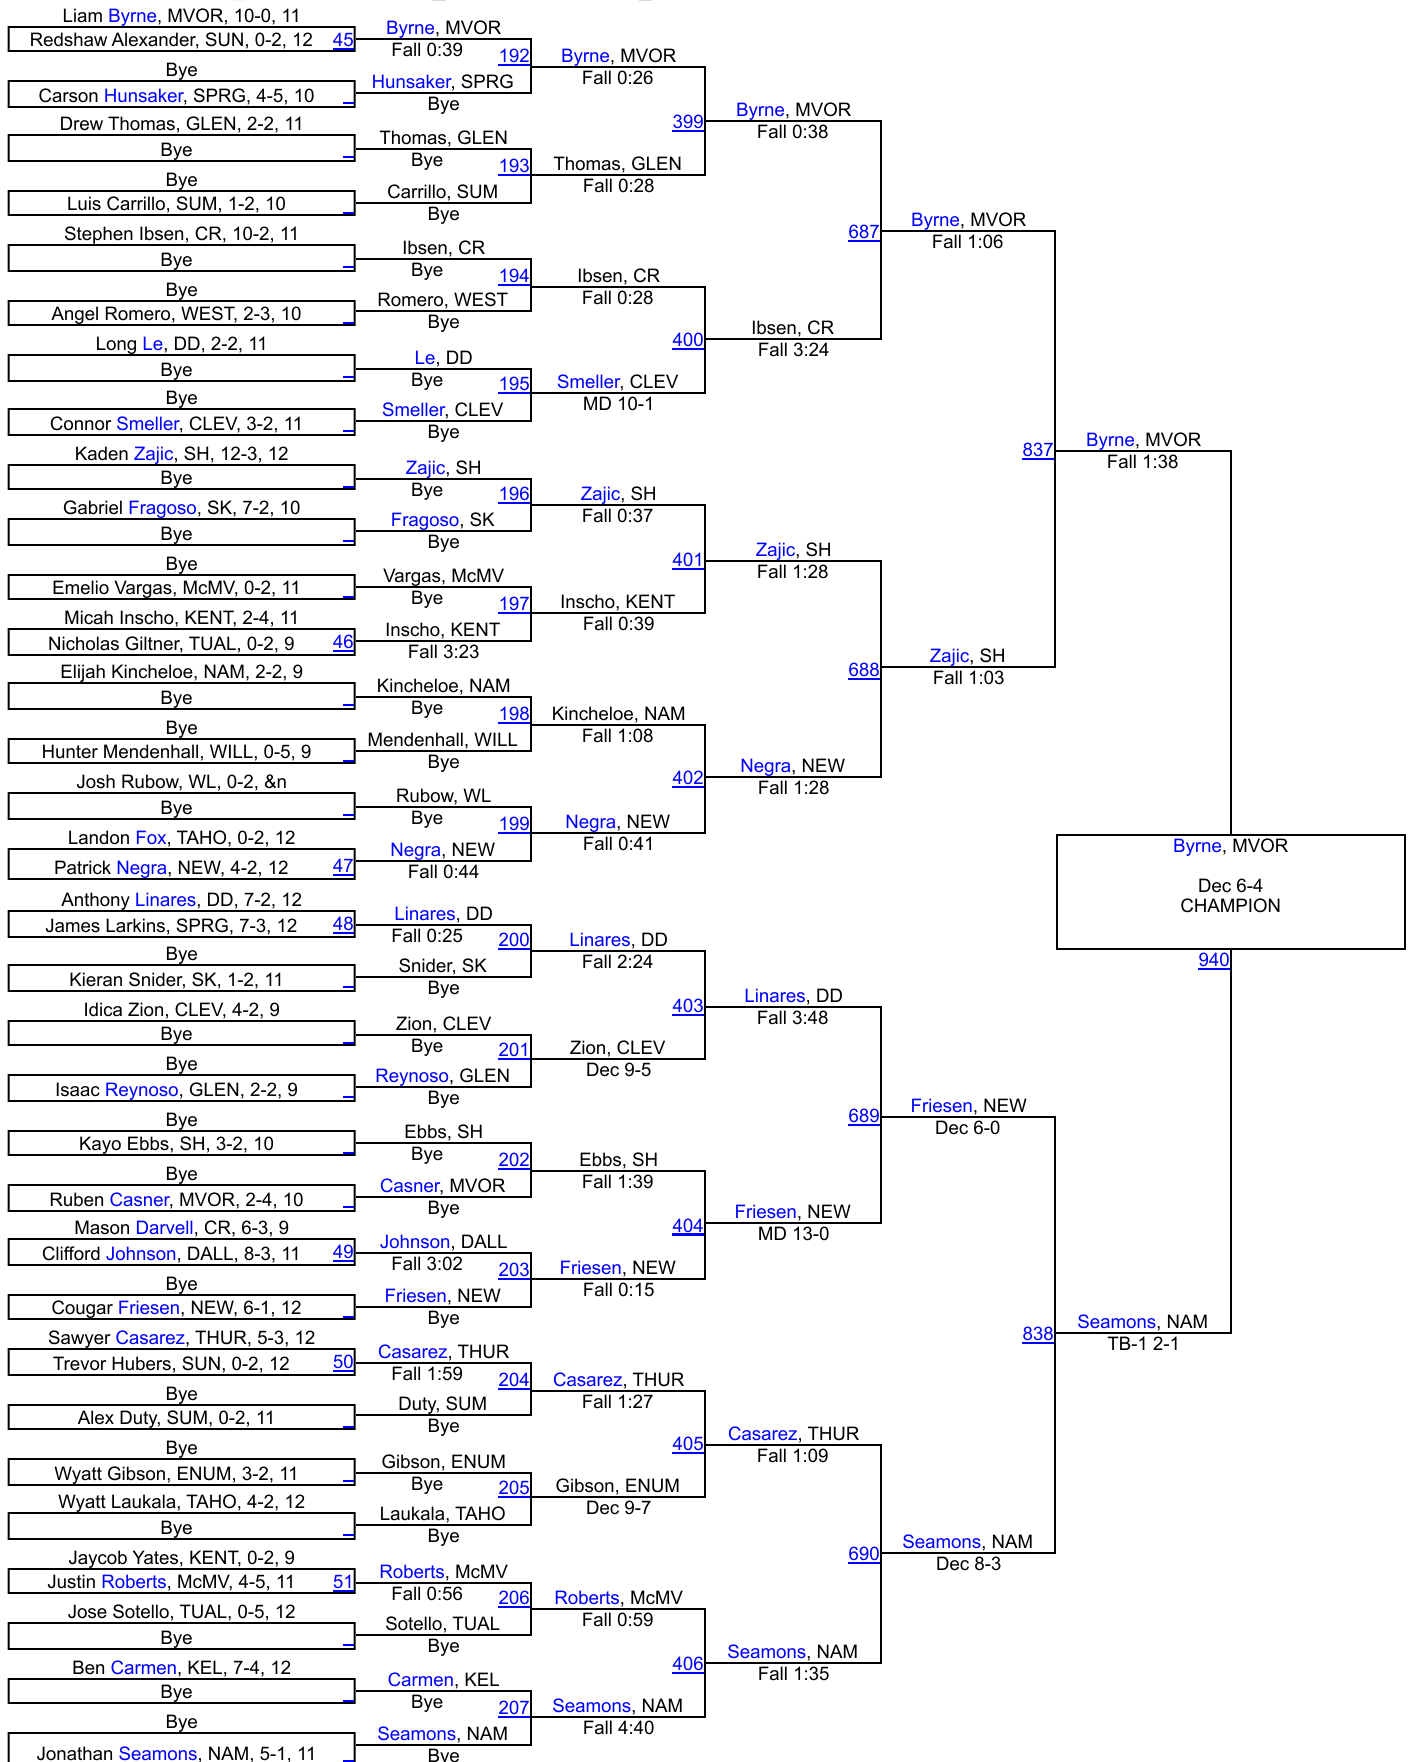 Liam Byrne, MVOR, 10-0, 11
Redshaw Alexander, SUN, 0-2, 12 45
Bye
Carson Hunsaker, SPRG, 4-5, 10
Drew Thomas, GLEN, 2-2, 11
Bye
Bye
Luis Carrillo, SUM, 1-2, 10
Stephen Ibsen, CR, 10-2, 11
Bye
Bye
Angel Romero, WEST, 2-3, 10
Long Le, DD, 2-2, 11
Bye
Bye
Connor Smeller, CLEV, 3-2, 11
Kaden Zajic, SH, 12-3, 12
Bye
Gabriel Fragoso, SK, 7-2, 10
Bye
Bye
Emelio Vargas, McMV, 0-2, 11
Micah Inscho, KENT, 2-4, 11
Nicholas Giltner, TUAL, 0-2, 9 46
Elijah Kincheloe, NAM, 2-2, 9
Bye
Bye
Hunter Mendenhall, WILL, 0-5, 9
Josh Rubow, WL, 0-2, &n
Bye
Landon Fox, TAHO, 0-2, 12
Patrick Negra, NEW, 4-2, 12 47
Anthony Linares, DD, 7-2, 12
James Larkins, SPRG, 7-3, 12 48
Bye
Kieran Snider, SK, 1-2, 11
Idica Zion, CLEV, 4-2, 9
Bye
Bye
Isaac Reynoso, GLEN, 2-2, 9
Bye
Kayo Ebbs, SH, 3-2, 10
Bye
Ruben Casner, MVOR, 2-4, 10
Mason Darvell, CR, 6-3, 9
Clifford Johnson, DALL, 8-3, 11 49
Bye
Cougar Friesen, NEW, 6-1, 12
Sawyer Casarez, THUR, 5-3, 12
Trevor Hubers, SUN, 0-2, 12 50
Bye
Alex Duty, SUM, 0-2, 11
Bye
Wyatt Gibson, ENUM, 3-2, 11
Wyatt Laukala, TAHO, 4-2, 12
Bye
Jaycob Yates, KENT, 0-2, 9
Justin Roberts, McMV, 4-5, 11 51
Jose Sotello, TUAL, 0-5, 12
Bye
Ben Carmen, KEL, 7-4, 12
Bye
Bye
Jonathan Seamons, NAM, 5-1, 11
Byrne, MVOR
Fall 0:39
192
Hunsaker, SPRG
Bye
Thomas, GLEN
Bye
193
Carrillo, SUM
Bye
Ibsen, CR
Bye
194
Romero, WEST
Bye
Le, DD
Bye
195
Smeller, CLEV
Bye
Zajic, SH
Bye
196
Fragoso, SK
Bye
Vargas, McMV
Bye
197
Inscho, KENT
Fall 3:23
Kincheloe, NAM
Bye
198
Mendenhall, WILL
Bye
Rubow, WL
Bye
199
Negra, NEW
Fall 0:44
Linares, DD
Fall 0:25
200
Snider, SK
Bye
Zion, CLEV
Bye
201
Reynoso, GLEN
Bye
Ebbs, SH
Bye
202
Casner, MVOR
Bye
Johnson, DALL
Fall 3:02
203
Friesen, NEW
Bye
Casarez, THUR
Fall 1:59
204
Duty, SUM
Bye
Gibson, ENUM
Bye
205
Laukala, TAHO
Bye
Roberts, McMV
Fall 0:56
206
Sotello, TUAL
Bye
Carmen, KEL
Bye
207
Seamons, NAM
Bye
Byrne, MVOR
Fall 0:26
399
Thomas, GLEN
Fall 0:28
Ibsen, CR
Fall 0:28
400
Smeller, CLEV
MD 10-1
Zajic, SH
Fall 0:37
401
Inscho, KENT
Fall 0:39
Kincheloe, NAM
Fall 1:08
402
Negra, NEW
Fall 0:41
Linares, DD
Fall 2:24
403
Zion, CLEV
Dec 9-5
Ebbs, SH
Fall 1:39
404
Friesen, NEW
Fall 0:15
Casarez, THUR
Fall 1:27
405
Gibson, ENUM
Dec 9-7
Roberts, McMV
Fall 0:59
406
Seamons, NAM
Fall 4:40
Byrne, MVOR
Fall 0:38
687
Ibsen, CR
Fall 3:24
Zajic, SH
Fall 1:28
688
Negra, NEW
Fall 1:28
Linares, DD
Fall 3:48
689
Friesen, NEW
MD 13-0
Casarez, THUR
Fall 1:09
690
Seamons, NAM
Fall 1:35
Byrne, MVOR
Fall 1:06
837
Zajic, SH
Fall 1:03
Friesen, NEW
Dec 6-0
838
Seamons, NAM
Dec 8-3
Byrne, MVOR
Fall 1:38
Seamons, NAM
TB-1 2-1
Byrne, MVOR
Dec 6-4
CHAMPION
940